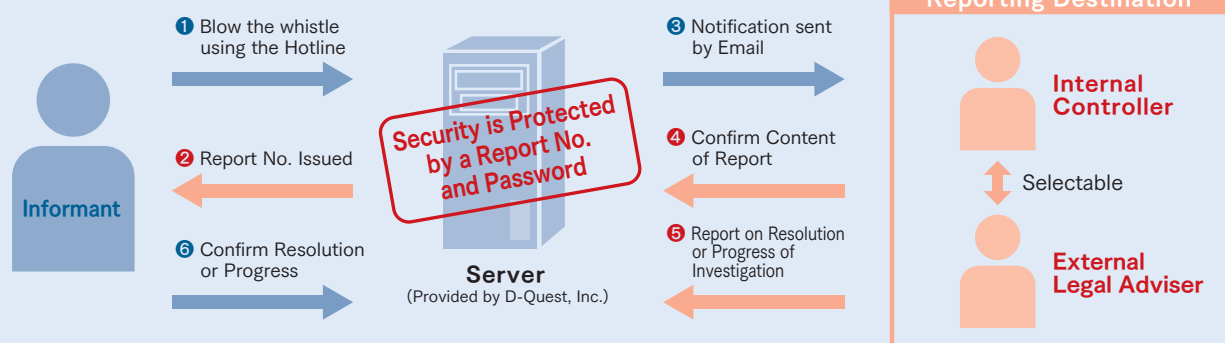 Reporting Destination
❶ Blow the whistle
using the Hotline
❸ Notification sent
by Email
Internal
Controller
Security is Protected
by a Report No.
and Password
❷ Report No. Issued
❹ Confirm Content
of Report
Selectable
Informant
❻ Confirm Resolution
or Progress
❺ Report on Resolution
or Progress of
Investigation
Server
(Provided by D-Quest, Inc.)
External
Legal Adviser